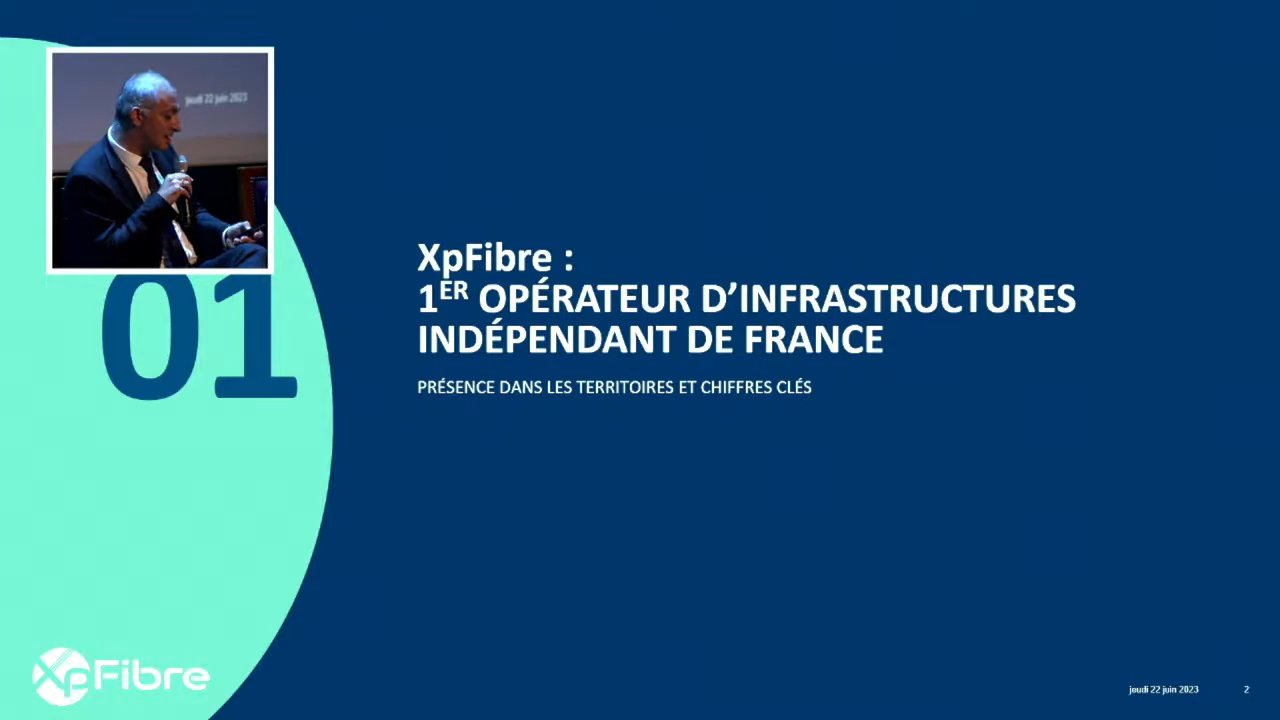 jeudi 22 juin 2023
01
XpFibre :
1ER OPÉRATEUR D’INFRASTRUCTURES
INDÉPENDANT DE FRANCE
PRÉSENCE DANS LES TERRITOIRES ET CHIFFRES CLÉS
XpFibre
jeudi 22 juin 2023
2